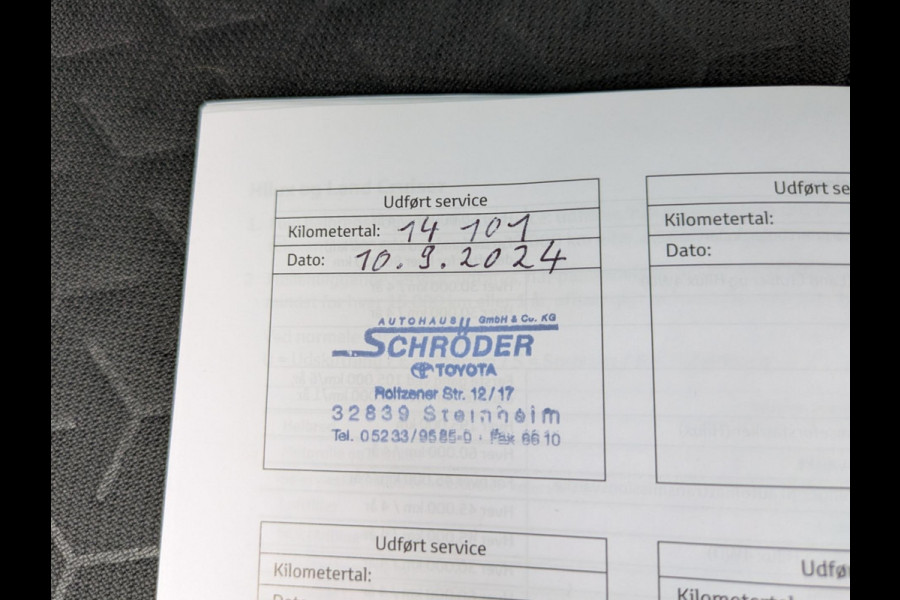 Udført service
Kilometertal: 14 101
Dato: 10.9.2024
AUTOHAUS GmbH & Co. KG
SCHRÖDER
TOYOTA
Rolfzener Str. 12/17
32839 Steinheim
Tel. 05233/9585-0 · Fax 6610
Udført se
Kilometertal:
Dato:
Udført service
Kilometertal:
Udfø
Kilometertal: